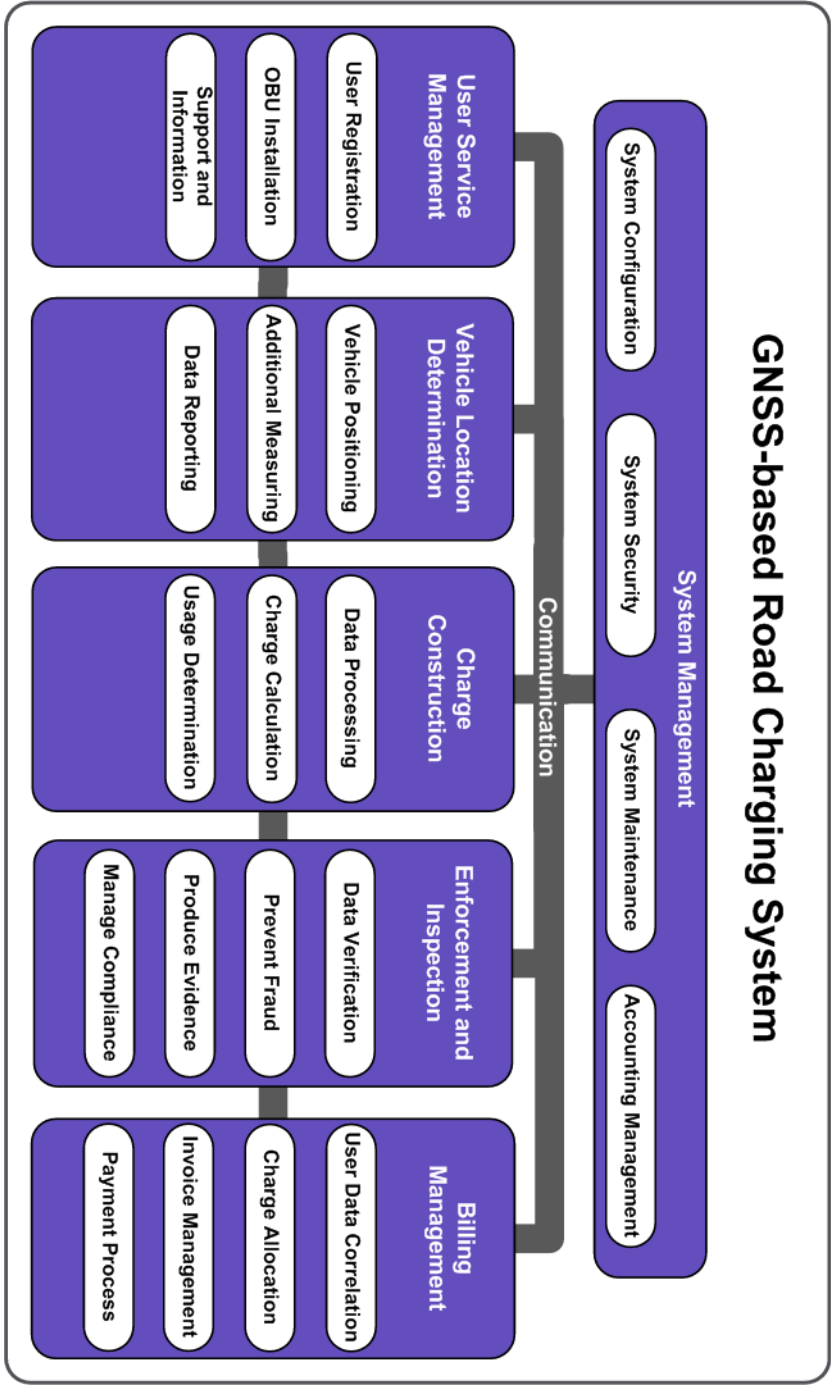 GNSS-based Road Charging System
System Management
System Configuration
System Security
System Maintenance
Accounting Management
Communication
User Service
Management
User Registration
OBU Installation
Support and
Information
Vehicle Location
Determination
Vehicle Positioning
Additional Measuring
Data Reporting
Charge
Construction
Data Processing
Charge Calculation
Usage Determination
Enforcement and
Inspection
Data Verification
Prevent Fraud
Produce Evidence
Manage Compliance
Billing
Management
User Data Correlation
Charge Allocation
Invoice Management
Payment Process